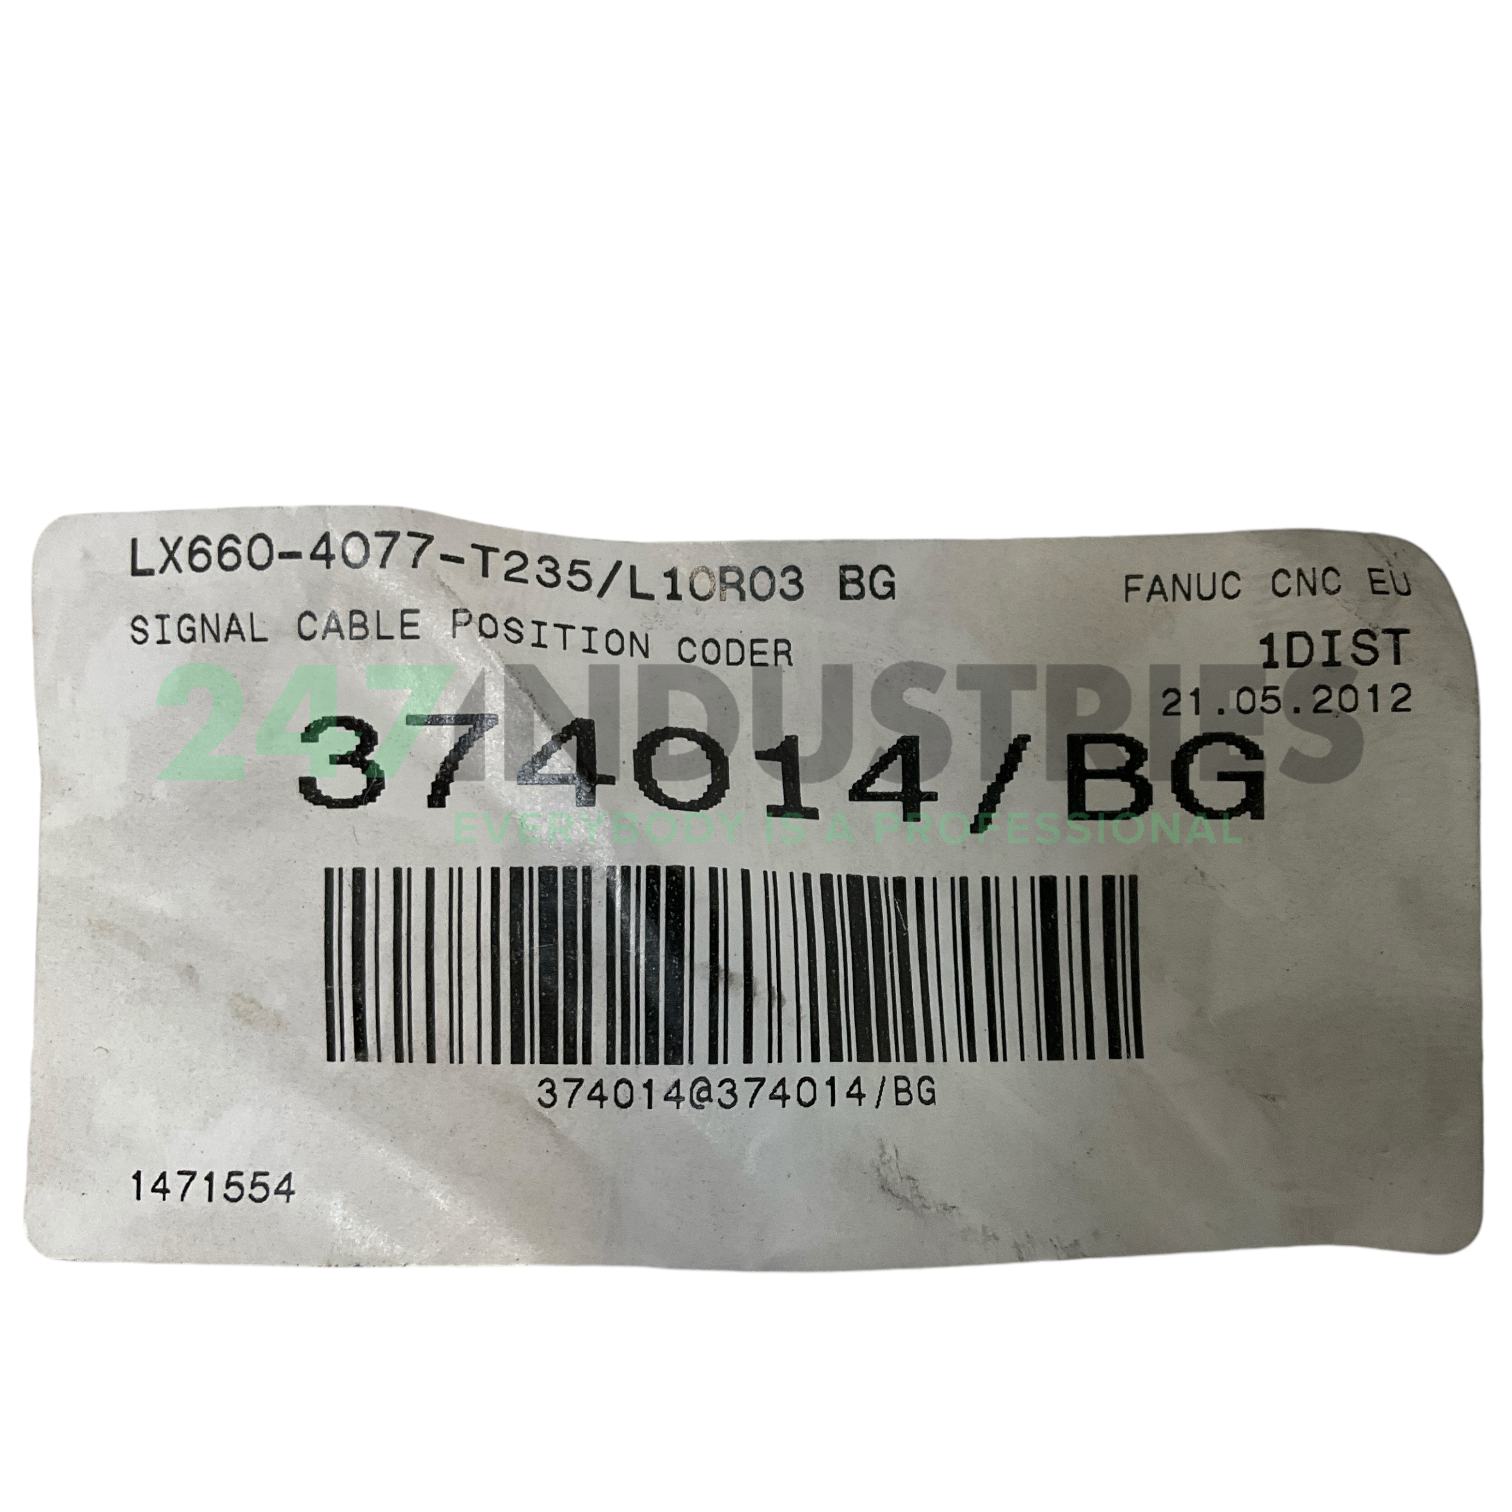 LX660-4077-T235/L10R03 BG
FANUC CNC EU
SIGNAL CABLE POSITION CODER
1DIST
21.05.2012
247INDUSTRIES
374014/BG
EVERYBODY IS A PROFESSIONAL
374014@374014/BG
1471554